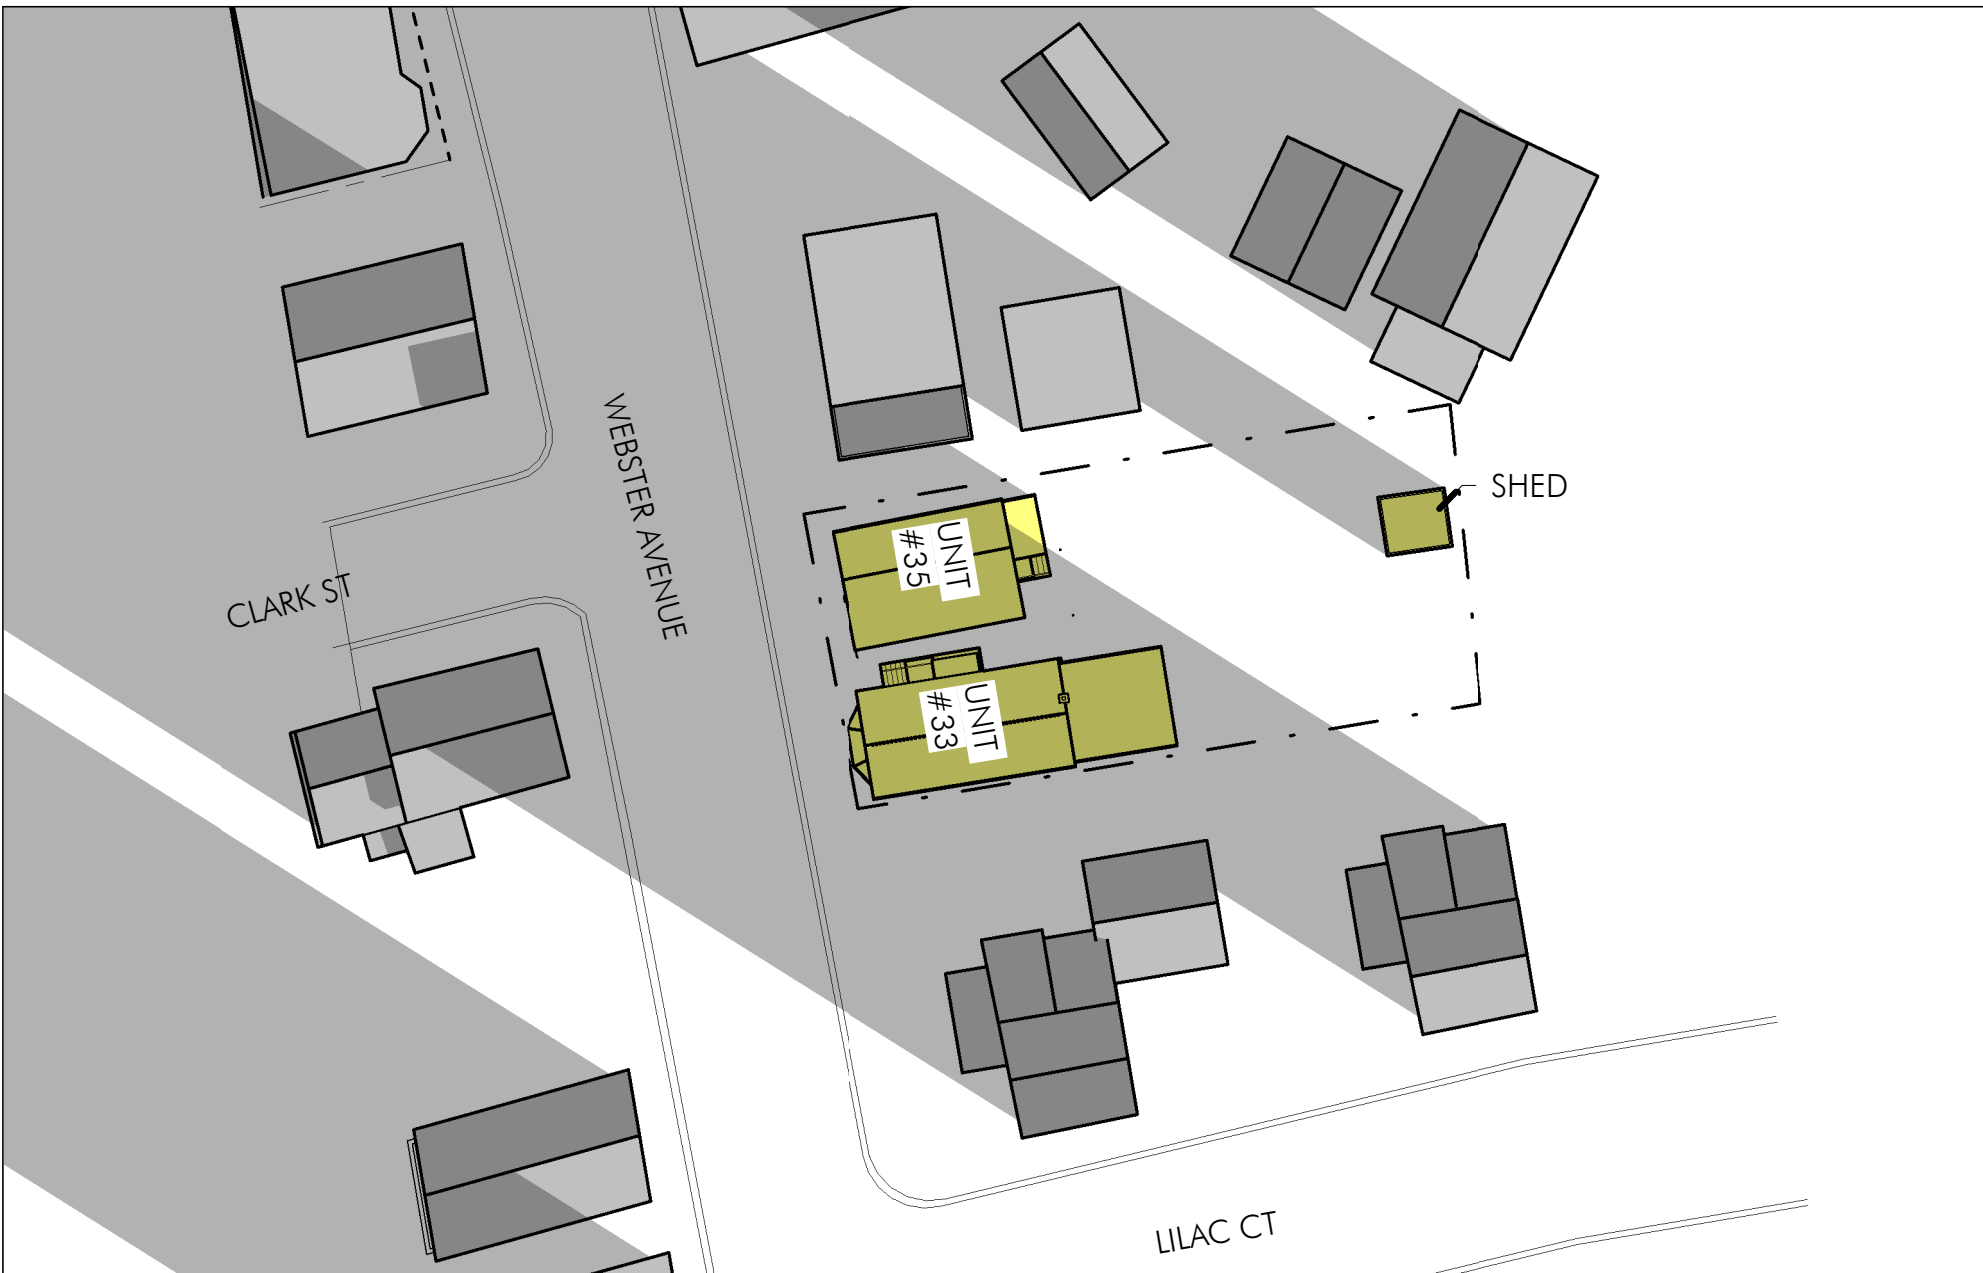 WEBSTER AVENUE
SHED
UNIT
#35
CLARK ST
UNIT
#33
LILAC CT